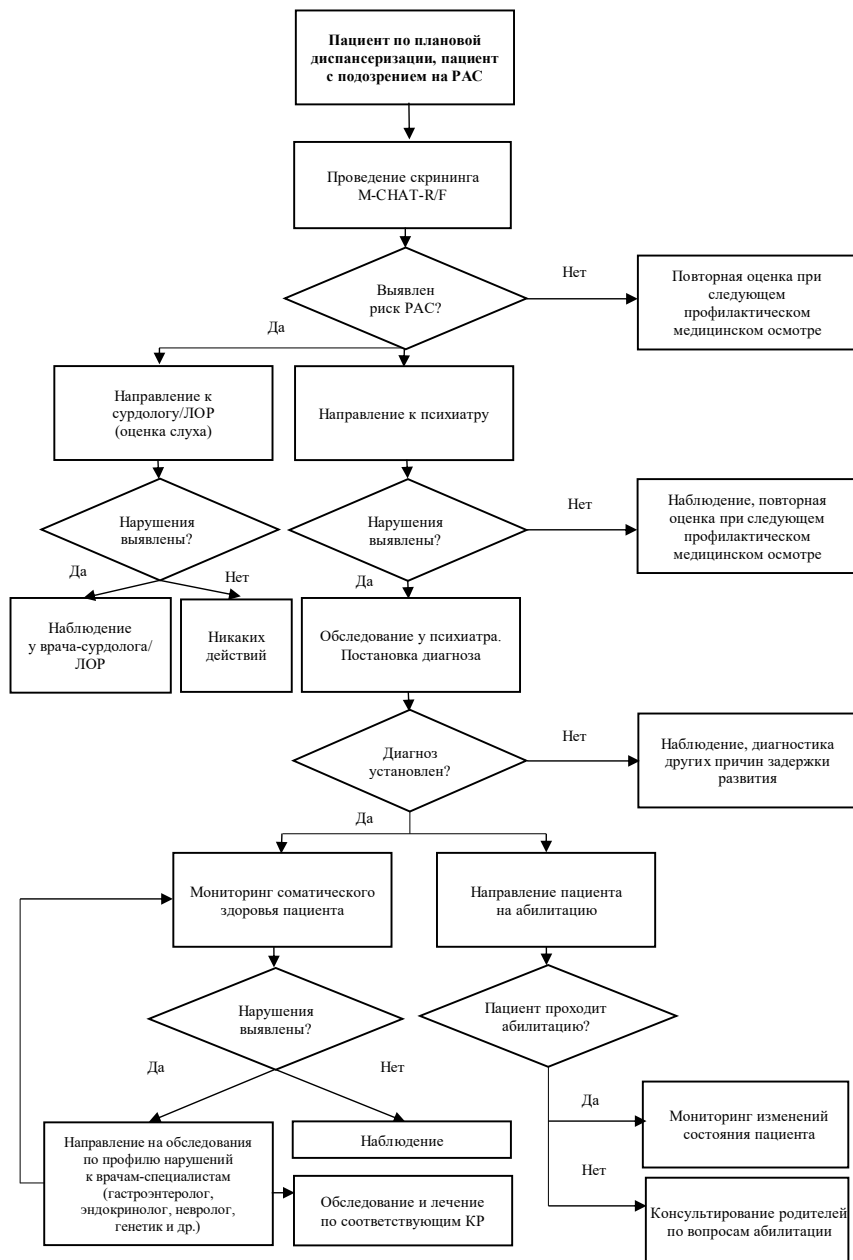 Пациент по плановой
диспансеризации, пациент
с подозрением на РАС
Проведение скрининга
M-CHAT-R/F
Выявлен
риск РАС?
Нет
Повторная оценка при
следующем
профилактическом
медицинском осмотре
Да
Направление к
сурдологу/ЛОР
(оценка слуха)
Направление к психиатру
Нарушения
выявлены?
Нарушения
выявлены?
Нет
Наблюдение, повторная
оценка при следующем
профилактическом
медицинском осмотре
Да
Нет
Да
Наблюдение
у врача-сурдолога/
ЛОР
Никаких
действий
Обследование у психиатра.
Постановка диагноза
Диагноз
установлен?
Нет
Наблюдение, диагностика
других причин задержки
развития
Да
Мониторинг соматического
здоровья пациента
Направление пациента
на абилитацию
Нарушения
выявлены?
Пациент проходит
абилитацию?
Да
Нет
Да
Мониторинг изменений
состояния пациента
Направление на обследования
по профилю нарушений
к врачам-специалистам
(гастроэнтеролог,
эндокринолог, невролог,
генетик и др.)
Наблюдение
Обследование и лечение
по соответствующим КР
Нет
Консультирование родителей
по вопросам абилитации